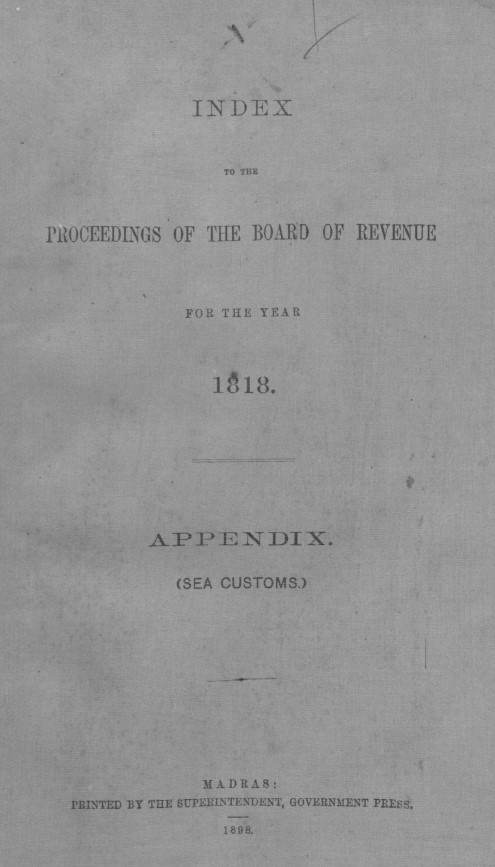 INDEX
TO THE
PROCEEDINGS OF THE BOARD OF REVENUE
FOR THE YEAR
1818.
APPENDIX.
(SEA CUSTOMS.)
MADRAS:
PRINTED BY THE SUPERINTENDENT, GOVERNMENT PRESS.
1898.